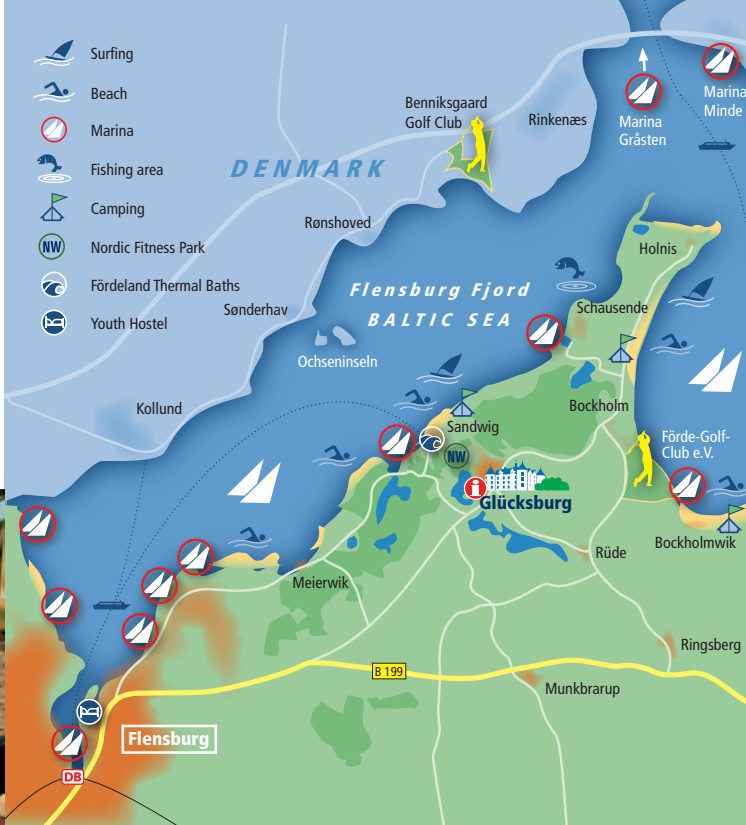 Surfing
Beach
Marina
Fishing area
Camping
NW
Nordic Fitness Park
Fördeland Thermal Baths
Youth Hostel
DENMARK
Benniksgaard
Golf Club
Rinkenæs
Marina
Gråsten
Marina
Minde
Rønshoved
Sønderhav
Kollund
Ochseninseln
Flensburg Fjord
BALTIC SEA
Holnis
Schausende
Bockholm
Sandwig
NW
i
Glücksburg
Förde-Golf-
Club e.V.
Bockholmwik
Rüde
Meierwik
Ringsberg
B 199
Munkbrarup
Flensburg
DB